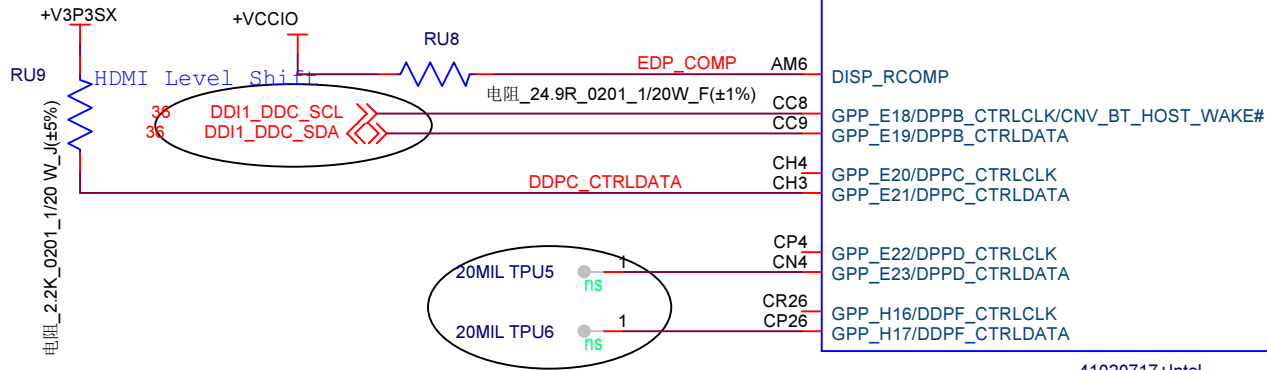 +V3P3SX
+VCCIO
RU8
RU9
HDMI Level Shift
EDP_COMP
AM6
DISP_RCOMP
电阻_24.9R_0201_1/20W_F(±1%)
36
DDI1_DDC_SCL
CC8
GPP_E18/DPPB_CTRLCLK/CNV_BT_HOST_WAKE#
36
DDI1_DDC_SDA
CC9
GPP_E19/DPPB_CTRLDATA
电阻_2.2K_0201_1/20 W_J(±5%)
CH4
GPP_E20/DPPC_CTRLCLK
DDPC_CTRLDATA
CH3
GPP_E21/DPPC_CTRLDATA
CP4
GPP_E22/DPPD_CTRLCLK
20MIL TPU5
ns
1
CN4
GPP_E23/DPPD_CTRLDATA
CR26
GPP_H16/DDPF_CTRLCLK
20MIL TPU6
ns
1
CP26
GPP_H17/DDPF_CTRLDATA